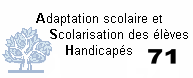 Adaptation scolaire et
Scolarisation des élèves
Handicapés 71